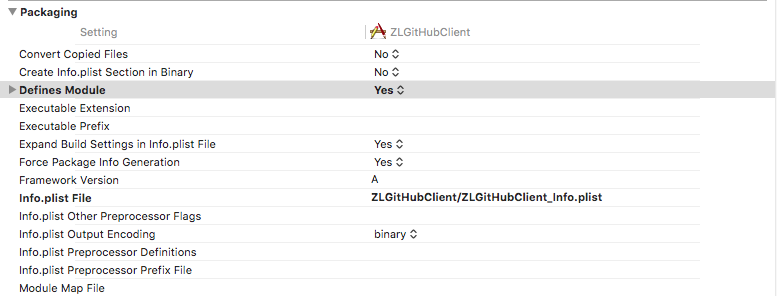 Packaging
Setting ZLGitHubClient
Convert Copied Files No
Create Info.plist Section in Binary No
Defines Module Yes
Executable Extension
Executable Prefix
Expand Build Settings in Info.plist File Yes
Force Package Info Generation Yes
Framework Version A
Info.plist File ZLGitHubClient/ZLGitHubClient_Info.plist
Info.plist Other Preprocessor Flags
Info.plist Output Encoding binary
Info.plist Preprocessor Definitions
Info.plist Preprocessor Prefix File
Module Map File